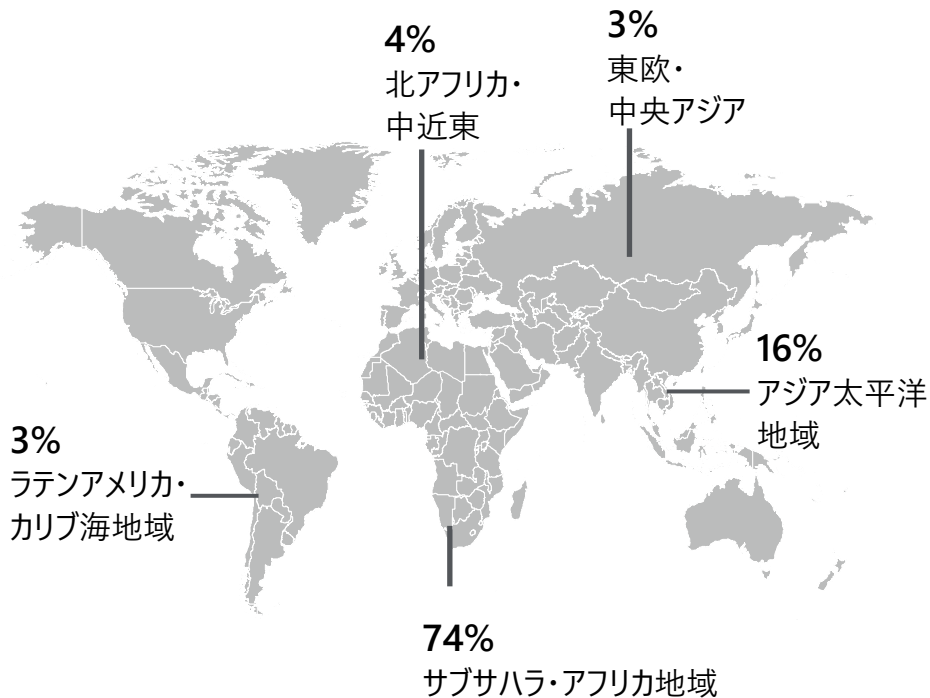 4%
北アフリカ・
中近東
3%
東欧・
中央アジア
16%
アジア太平洋
地域
3%
ラテンアメリカ・
カリブ海地域
74%
サブサハラ・アフリカ地域